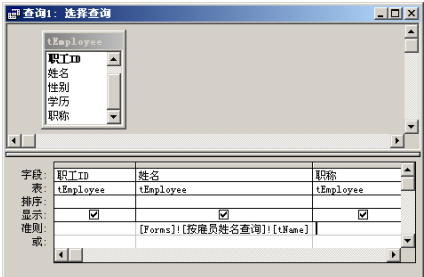 查询1: 选择查询
tEmployee
职工ID
姓名
性别
学历
职称
字段: 职工ID 姓名 职称
表: tEmployee tEmployee tEmployee
排序:
显示:
准则: [Forms]![按雇员姓名查询]![tName]
或: